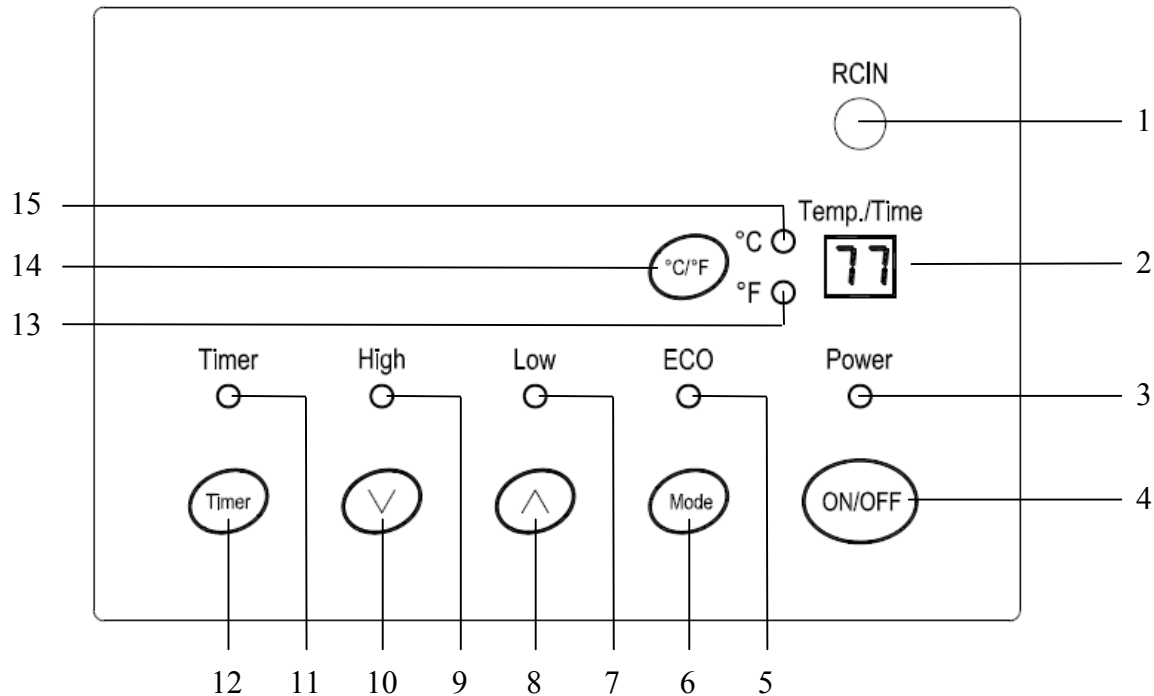 RCIN
1
15
Temp./Time
°C
14
°C/°F
77
2
°F
13
Timer
High
Low
ECO
Power
3
Timer
Mode
ON/OFF
4
12
11
10
9
8
7
6
5